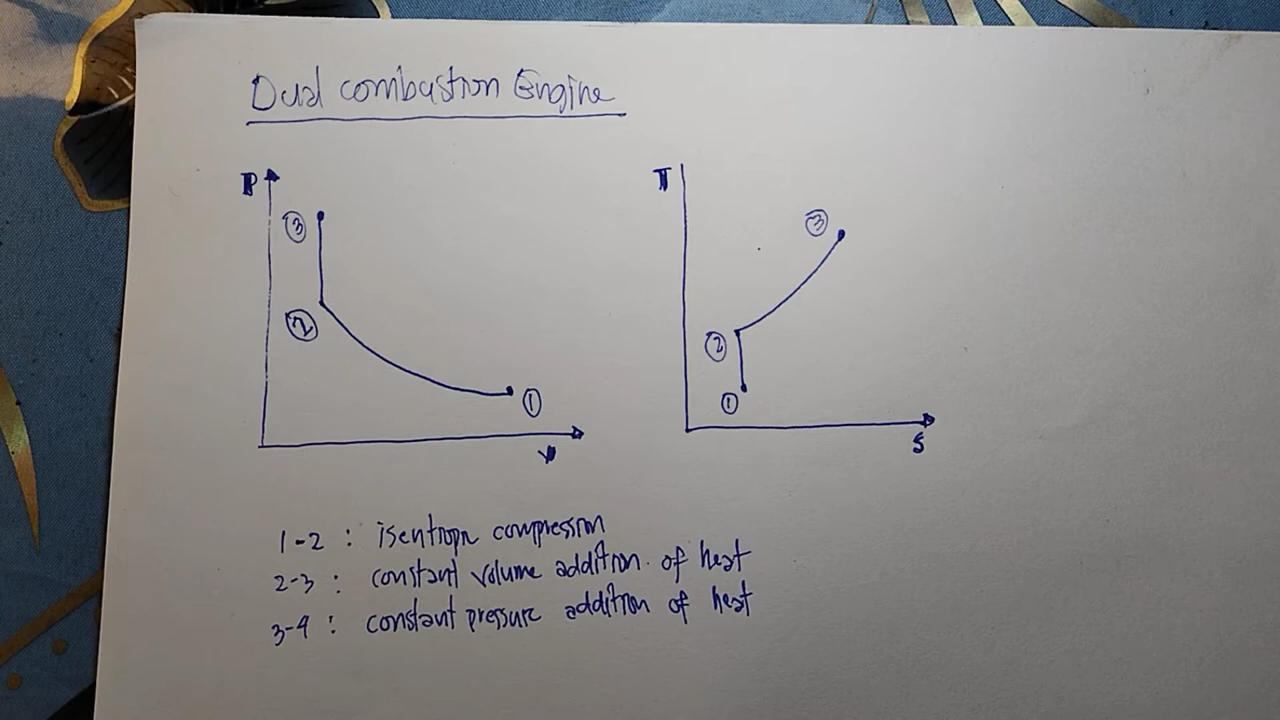 Dual combustion Engine
P
3
2
1
V
T
3
2
1
S
1-2 : isentropic compression
2-3 : constant volume addition of heat
3-4 : constant pressure addition of heat